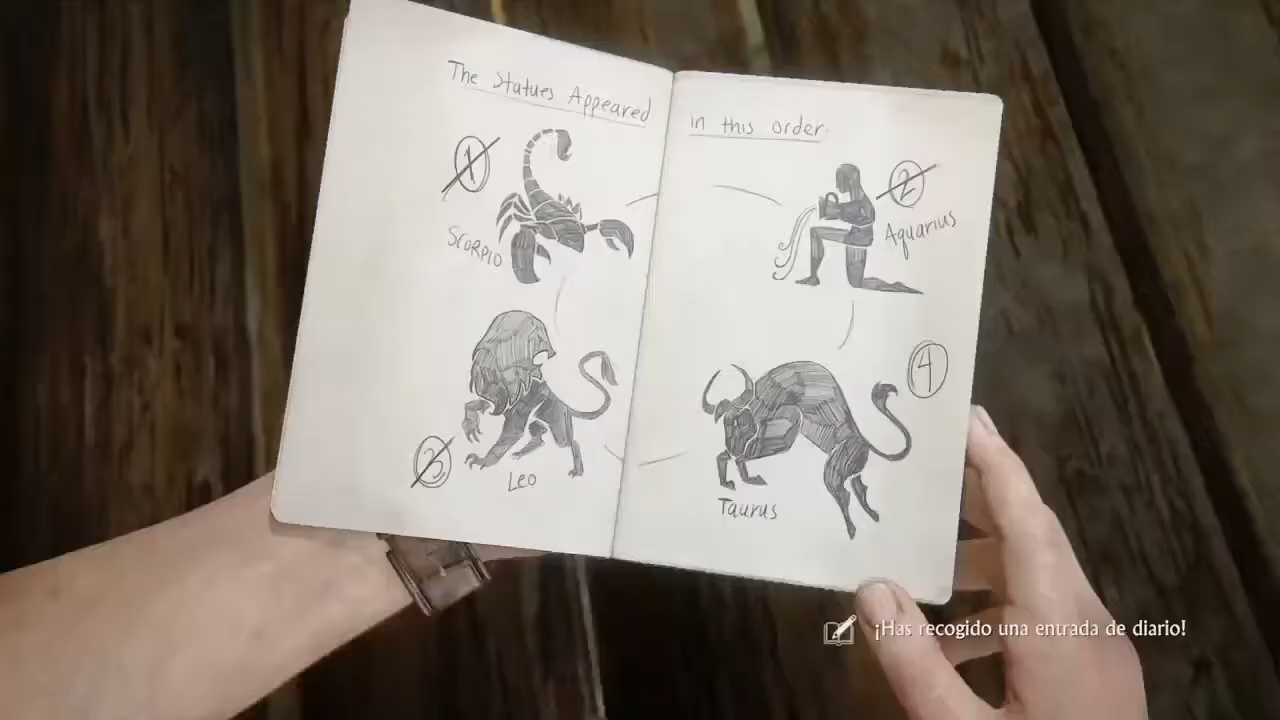 The Statues Appeared
in this order.
1
2
SCORPIO
Aquarius
4
3
Leo
Taurus
¡Has recogido una entrada de diario!